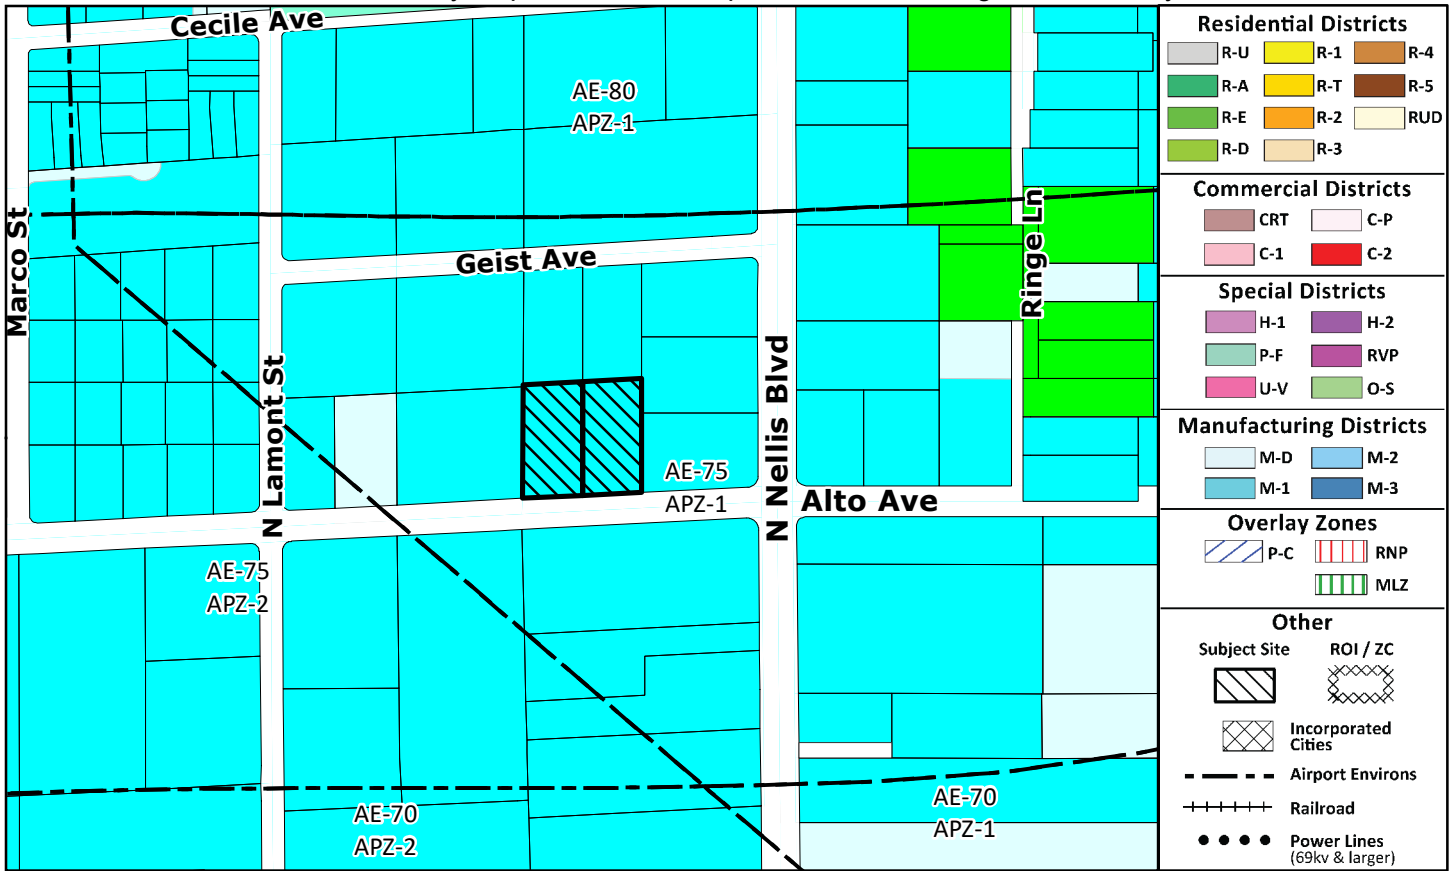 Cecile Ave
AE-80
APZ-1
Marco St
Geist Ave
Ringe Ln
N Lamont St
N Nellis Blvd
AE-75
APZ-1
Alto Ave
AE-75
APZ-2
AE-70
APZ-2
AE-70
APZ-1
Residential Districts
R-U R-1 R-4
R-A R-T R-5
R-E R-2 RUD
R-D R-3
Commercial Districts
CRT C-P
C-1 C-2
Special Districts
H-1 H-2
P-F RVP
U-V O-S
Manufacturing Districts
M-D M-2
M-1 M-3
Overlay Zones
P-C RNP
MLZ
Other
Subject Site ROI / ZC
Incorporated
Cities
Airport Environs
Railroad
Power Lines
(69kv & larger)